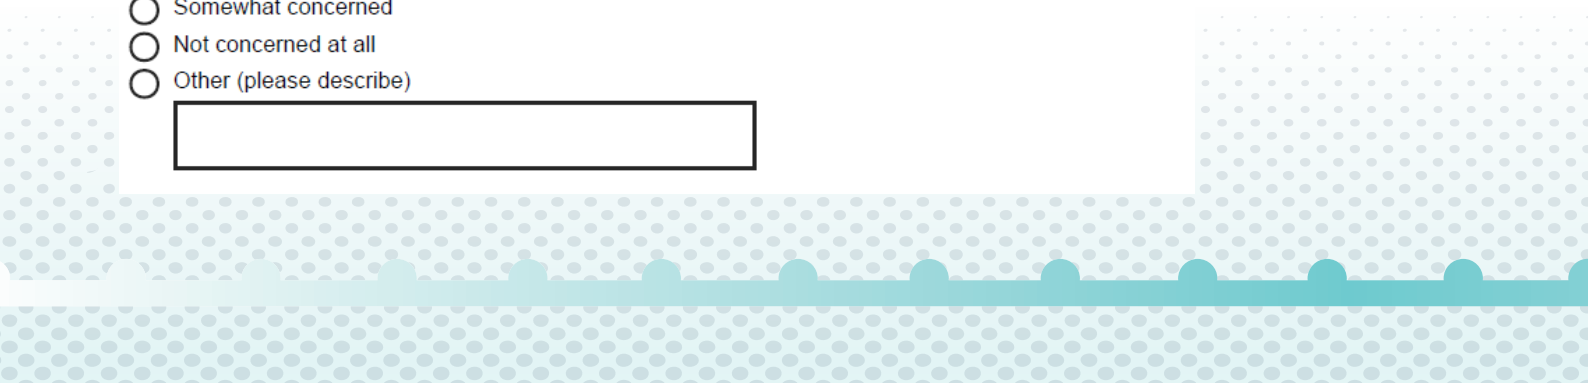 Somewhat concerned
Not concerned at all
Other (please describe)